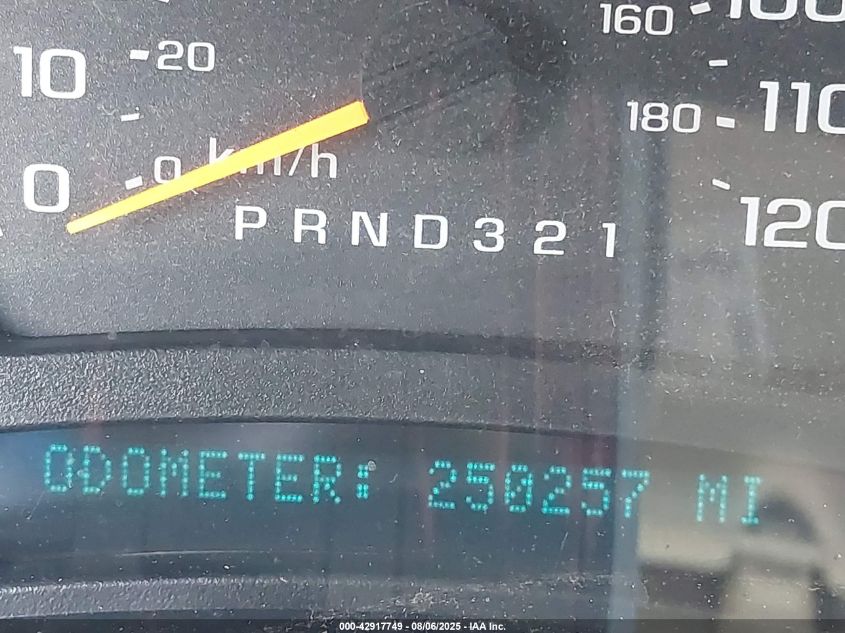 160 100
10 20
180 110
0 0 km/h
120
P R N D 3 2 1
ODOMETER: 250257 MI
000-42917749 - 08/06/2025 - IAA Inc.